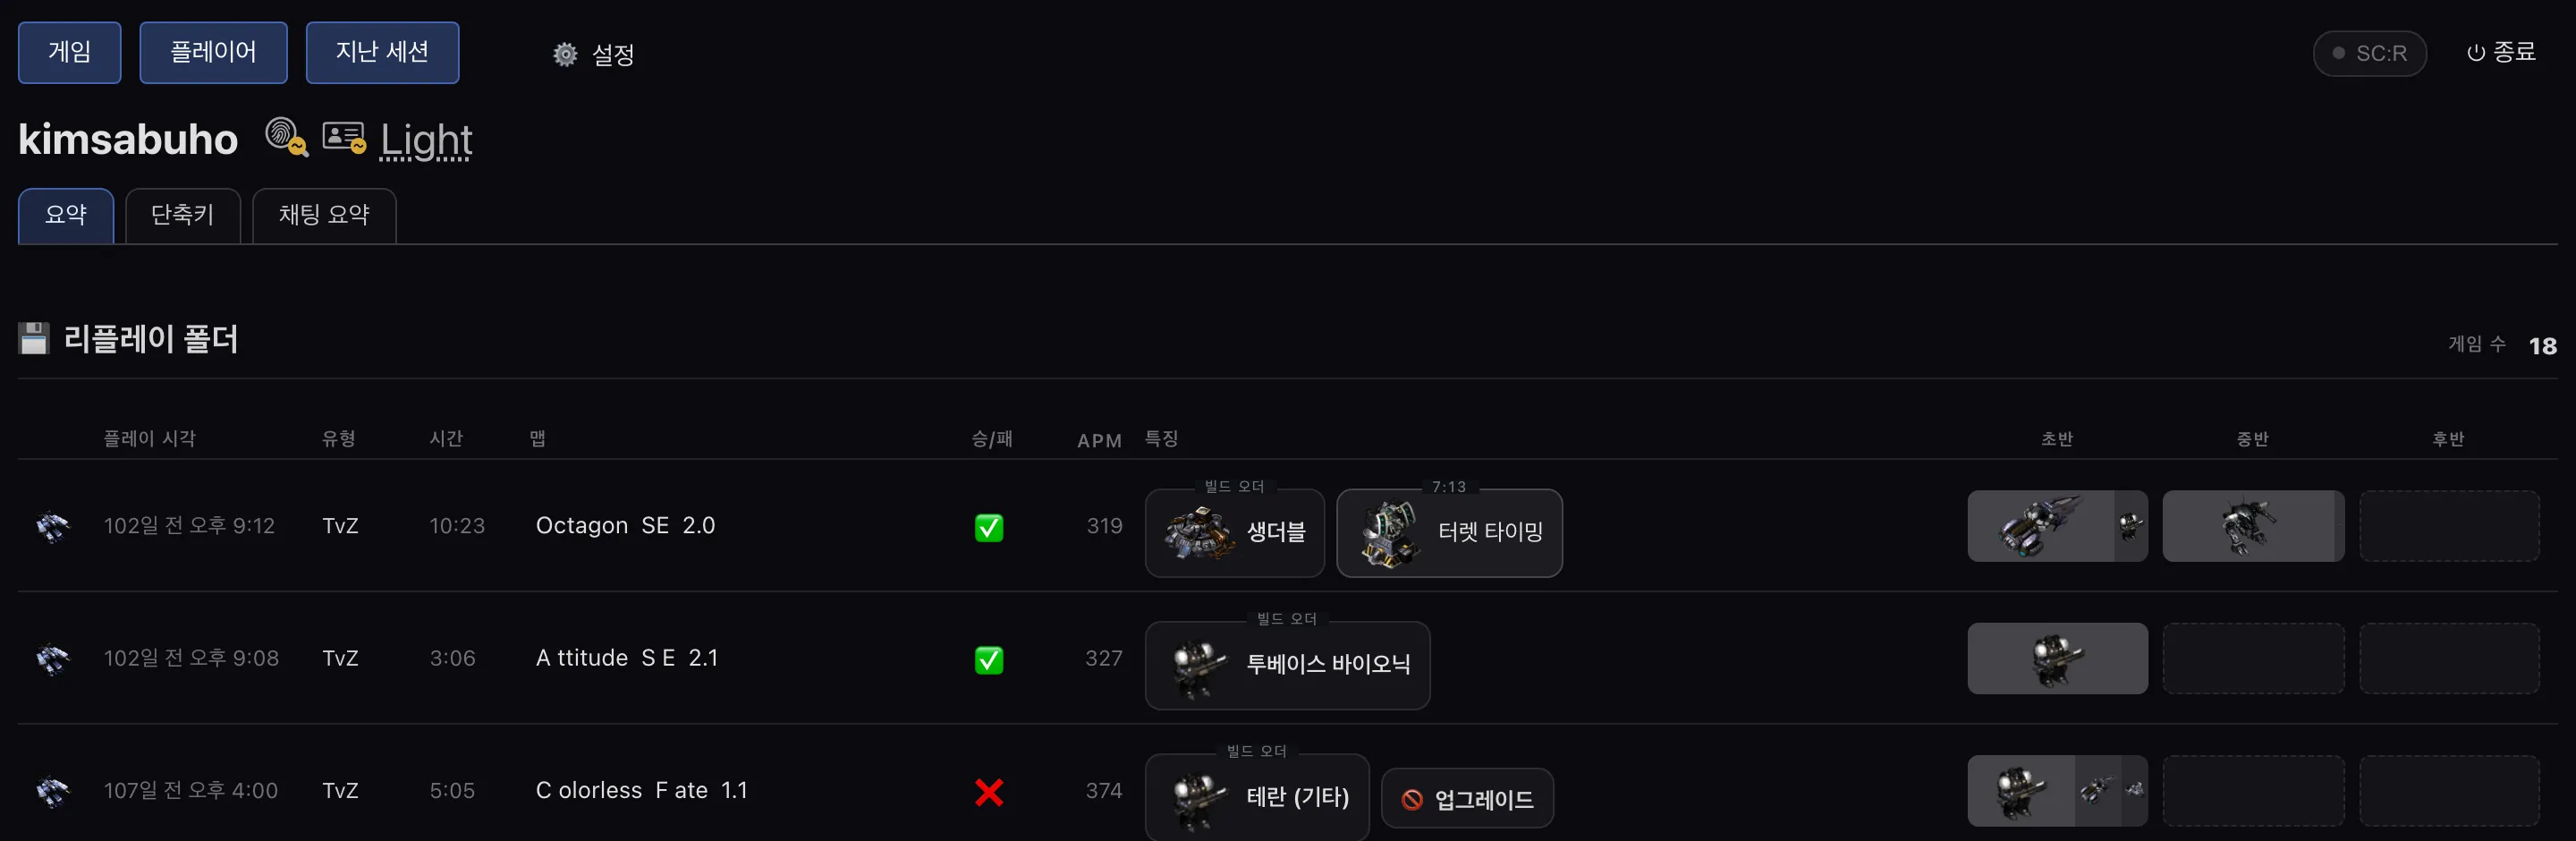 게임 플레이어 지난 세션 설정 SC:R 종료
kimsabuho Light
요약 단축키 채팅 요약
리플레이 폴더 게임 수 18
플레이 시각 유형 시간 맵 승/패 APM 특징 초반 중반 후반
빌드 오더 7:13
102일 전 오후 9:12 TvZ 10:23 Octagon SE 2.0 319 생더블 터렛 타이밍
빌드 오더
102일 전 오후 9:08 TvZ 3:06 A ttitude S E 2.1 327 투베이스 바이오닉
빌드 오더
107일 전 오후 4:00 TvZ 5:05 C olorless F ate 1.1 374 테란 (기타) 업그레이드